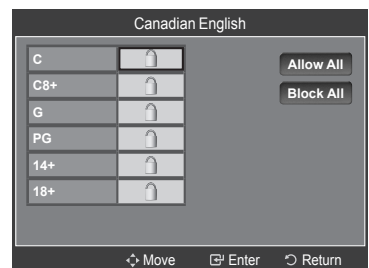 Canadian English
C
Allow All
C8+
Block All
G
PG
14+
18+
Move Enter Return